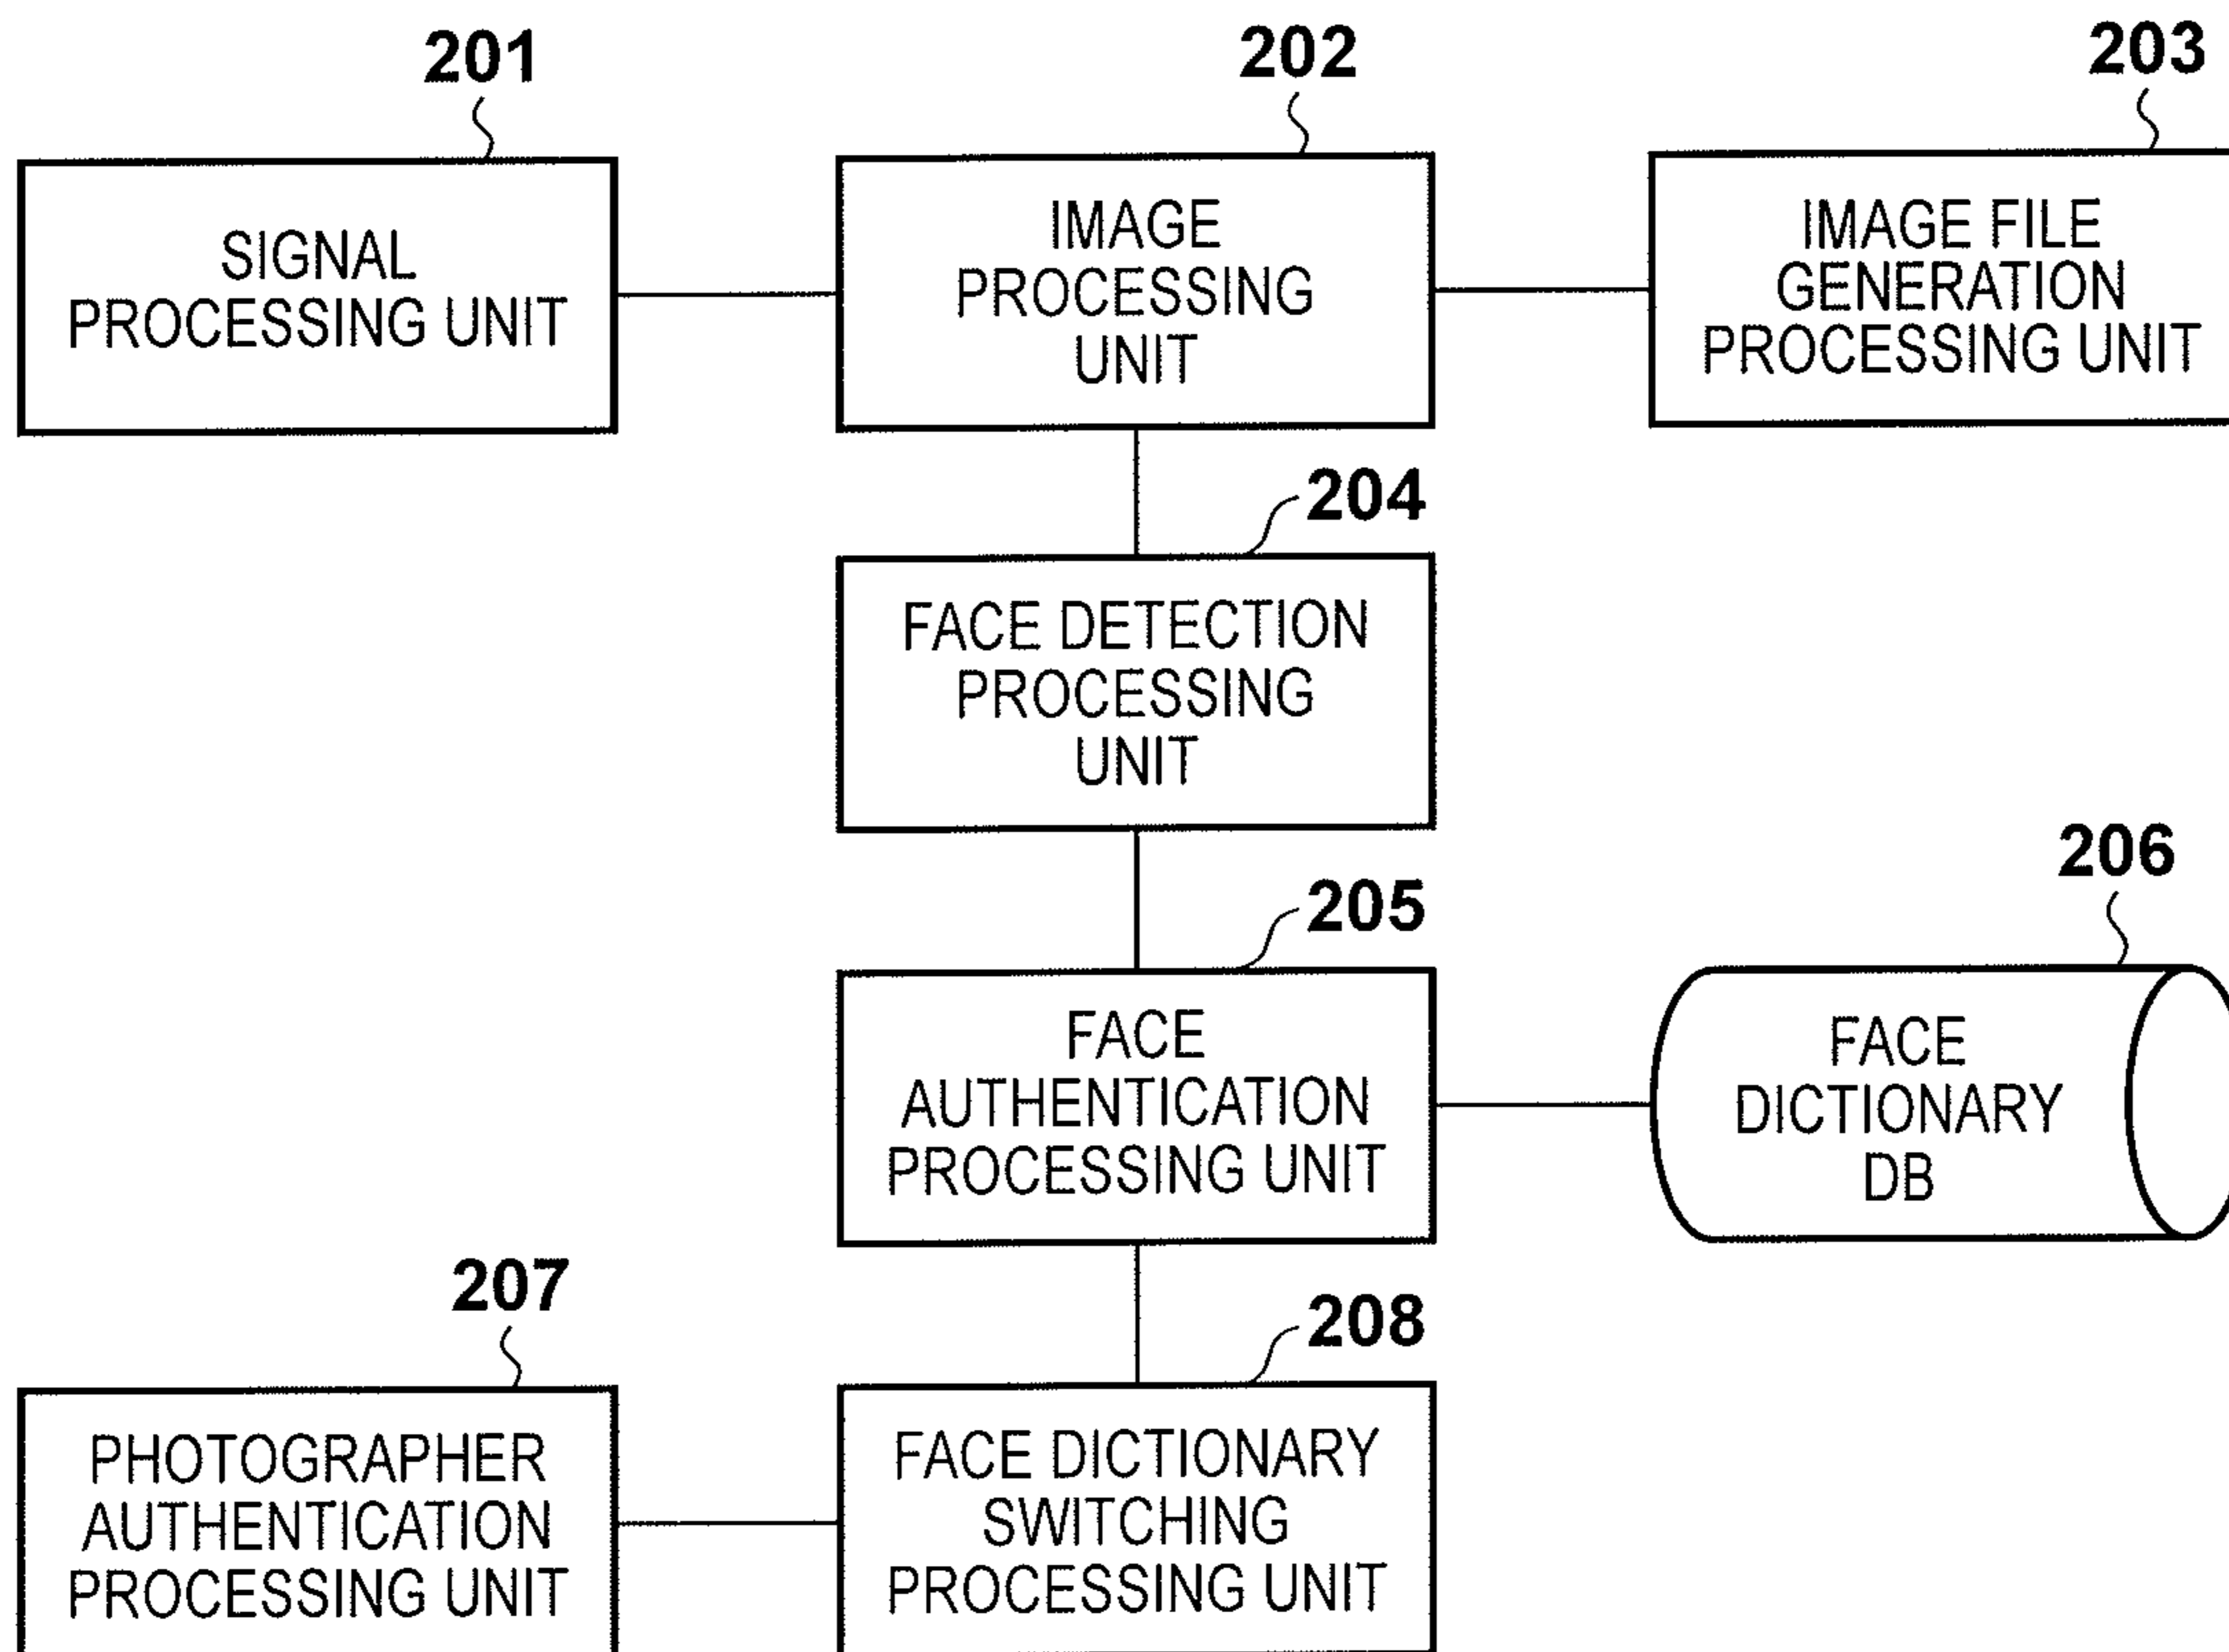 201
SIGNAL
PROCESSING UNIT
202
IMAGE
PROCESSING
UNIT
203
IMAGE FILE
GENERATION
PROCESSING UNIT
204
FACE DETECTION
PROCESSING
UNIT
205
FACE
AUTHENTICATION
PROCESSING UNIT
206
FACE
DICTIONARY
DB
207
PHOTOGRAPHER
AUTHENTICATION
PROCESSING UNIT
208
FACE DICTIONARY
SWITCHING
PROCESSING UNIT